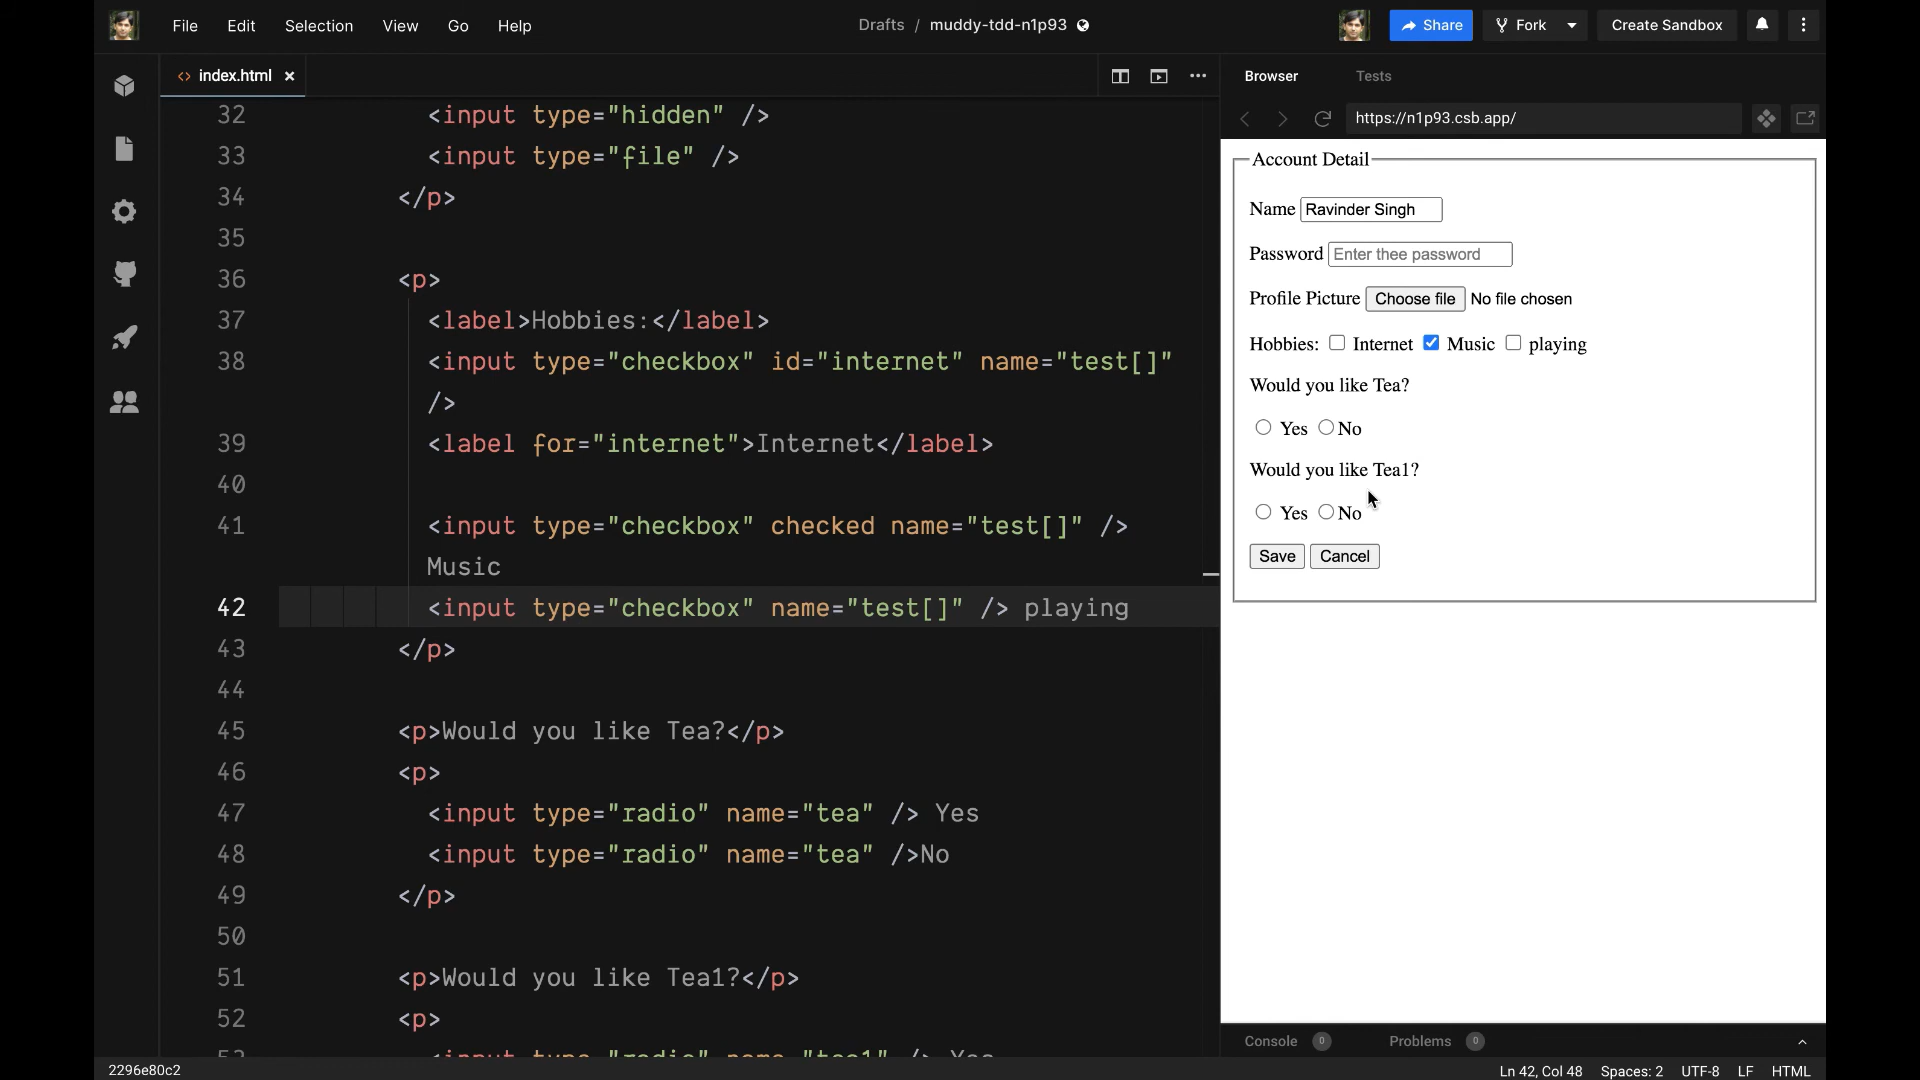 File Edit Selection View Go Help
Drafts / muddy-tdd-n1p93
Share Fork Create Sandbox
<> index.html ×
32 <input type="hidden" />
33 <input type="file" />
34 </p>
35
36 <p>
37 <label>Hobbies:</label>
38 <input type="checkbox" id="internet" name="test[]"
/>
39 <label for="internet">Internet</label>
40
41 <input type="checkbox" checked name="test[]" />
Music
42 <input type="checkbox" name="test[]" /> playing
43 </p>
44
45 <p>Would you like Tea?</p>
46 <p>
47 <input type="radio" name="tea" /> Yes
48 <input type="radio" name="tea" />No
49 </p>
50
51 <p>Would you like Tea1?</p>
52 <p>
53 <input type="radio" name="tea1" /> Yes
Browser Tests
https://n1p93.csb.app/
Account Detail
Name Ravinder Singh
Password Enter thee password
Profile Picture Choose file No file chosen
Hobbies: Internet Music playing
Would you like Tea?
Yes No
Would you like Tea1?
Yes No
Save Cancel
Console 0 Problems 0
2296e80c2
Ln 42, Col 48 Spaces: 2 UTF-8 LF HTML